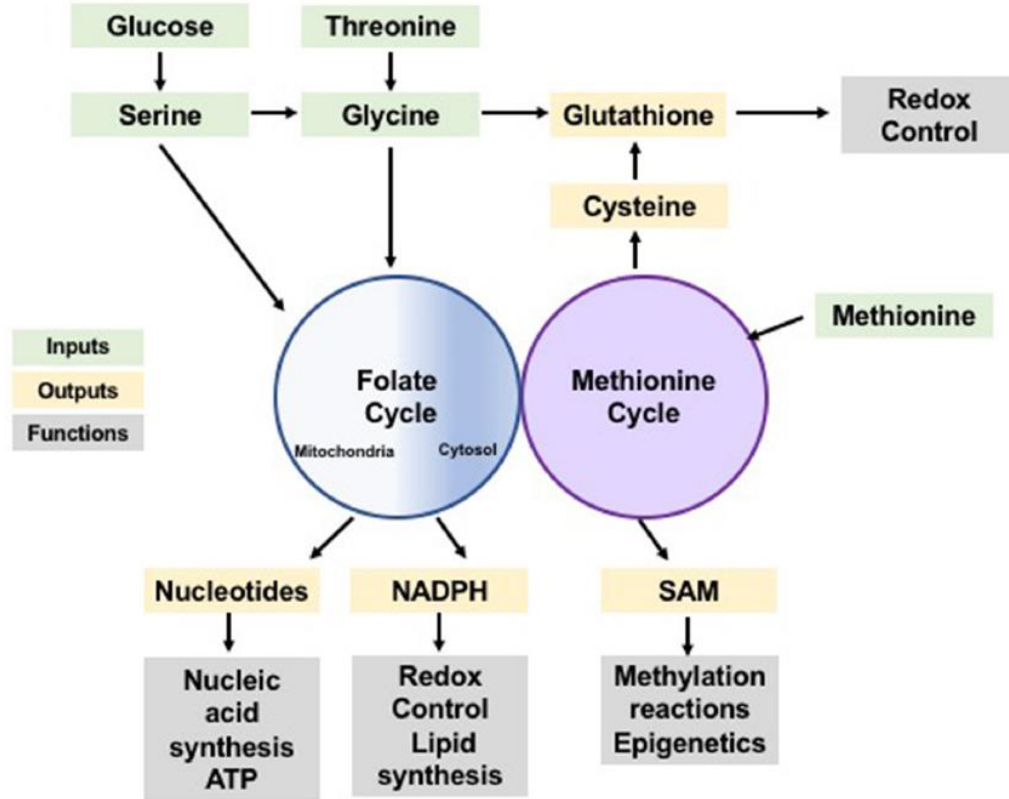 Glucose
Threonine
Serine
Glycine
Glutathione
Redox
Control
Cysteine
Methionine
Inputs
Outputs
Functions
Folate
Cycle
Mitochondria
Cytosol
Methionine
Cycle
Nucleotides
NADPH
SAM
Nucleic
acid
synthesis
ATP
Redox
Control
Lipid
synthesis
Methylation
reactions
Epigenetics